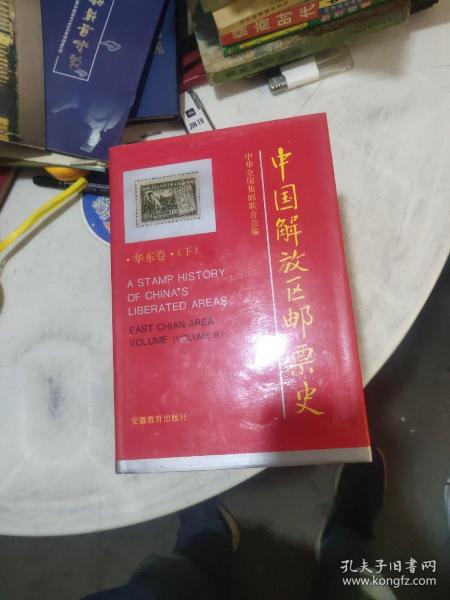 中国解放区邮票史
中华全国集邮联合会编
·华东卷·(下)
A STAMP HISTORY
OF CHINA"S
LIBERATED AREAS
EAST CHIAN AREA
VOLUME (VOLUME B)
安徽教育出版社
孔夫子旧书网
www.kongfz.com